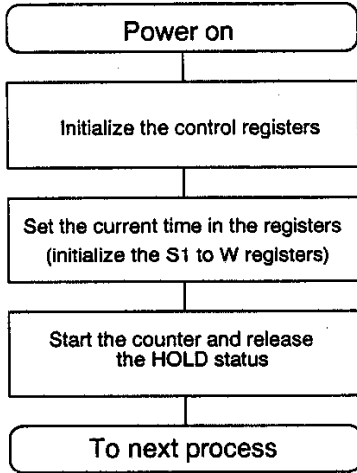 Power on
Initialize the control registers
Set the current time in the registers
(initialize the S1 to W registers)
Start the counter and release
the HOLD status
To next process